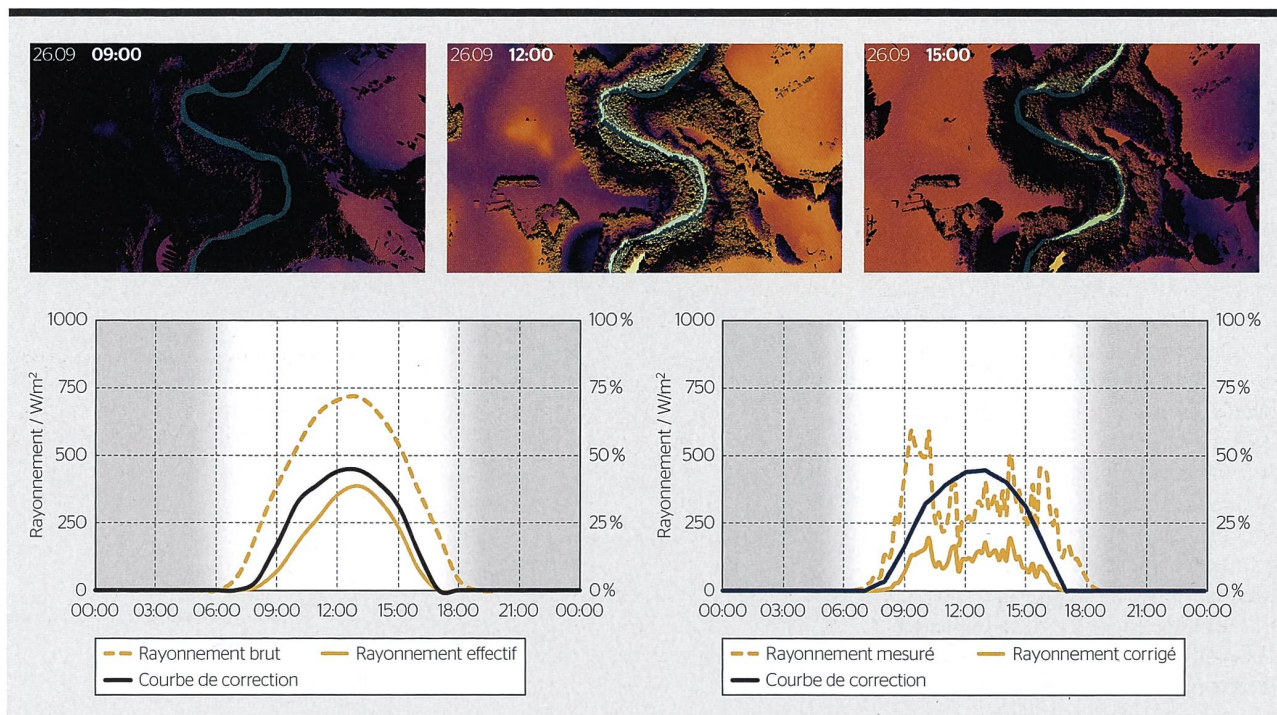 26.09 09:00
26.09 12:00
26.09 15:00
1000
750
500
250
0
Rayonnement / W/m²
100 %
75 %
50 %
25 %
0 %
00:00 03:00 06:00 09:00 12:00 15:00 18:00 21:00 00:00
Rayonnement brut
Rayonnement effectif
Courbe de correction
1000
750
500
250
0
Rayonnement / W/m²
100 %
75 %
50 %
25 %
0 %
00:00 03:00 06:00 09:00 12:00 15:00 18:00 21:00 00:00
Rayonnement mesuré
Rayonnement corrigé
Courbe de correction